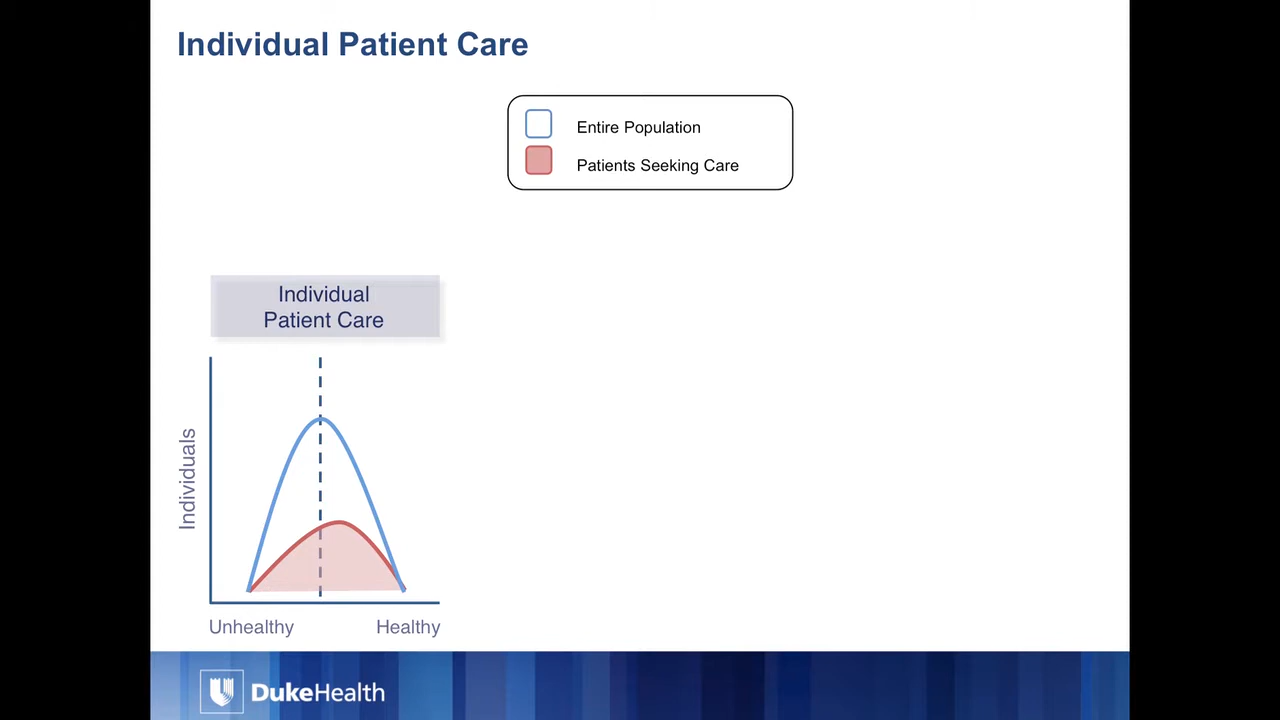 Individual Patient Care
Entire Population
Patients Seeking Care
Individual
Patient Care
Individuals
Unhealthy
Healthy
DukeHealth